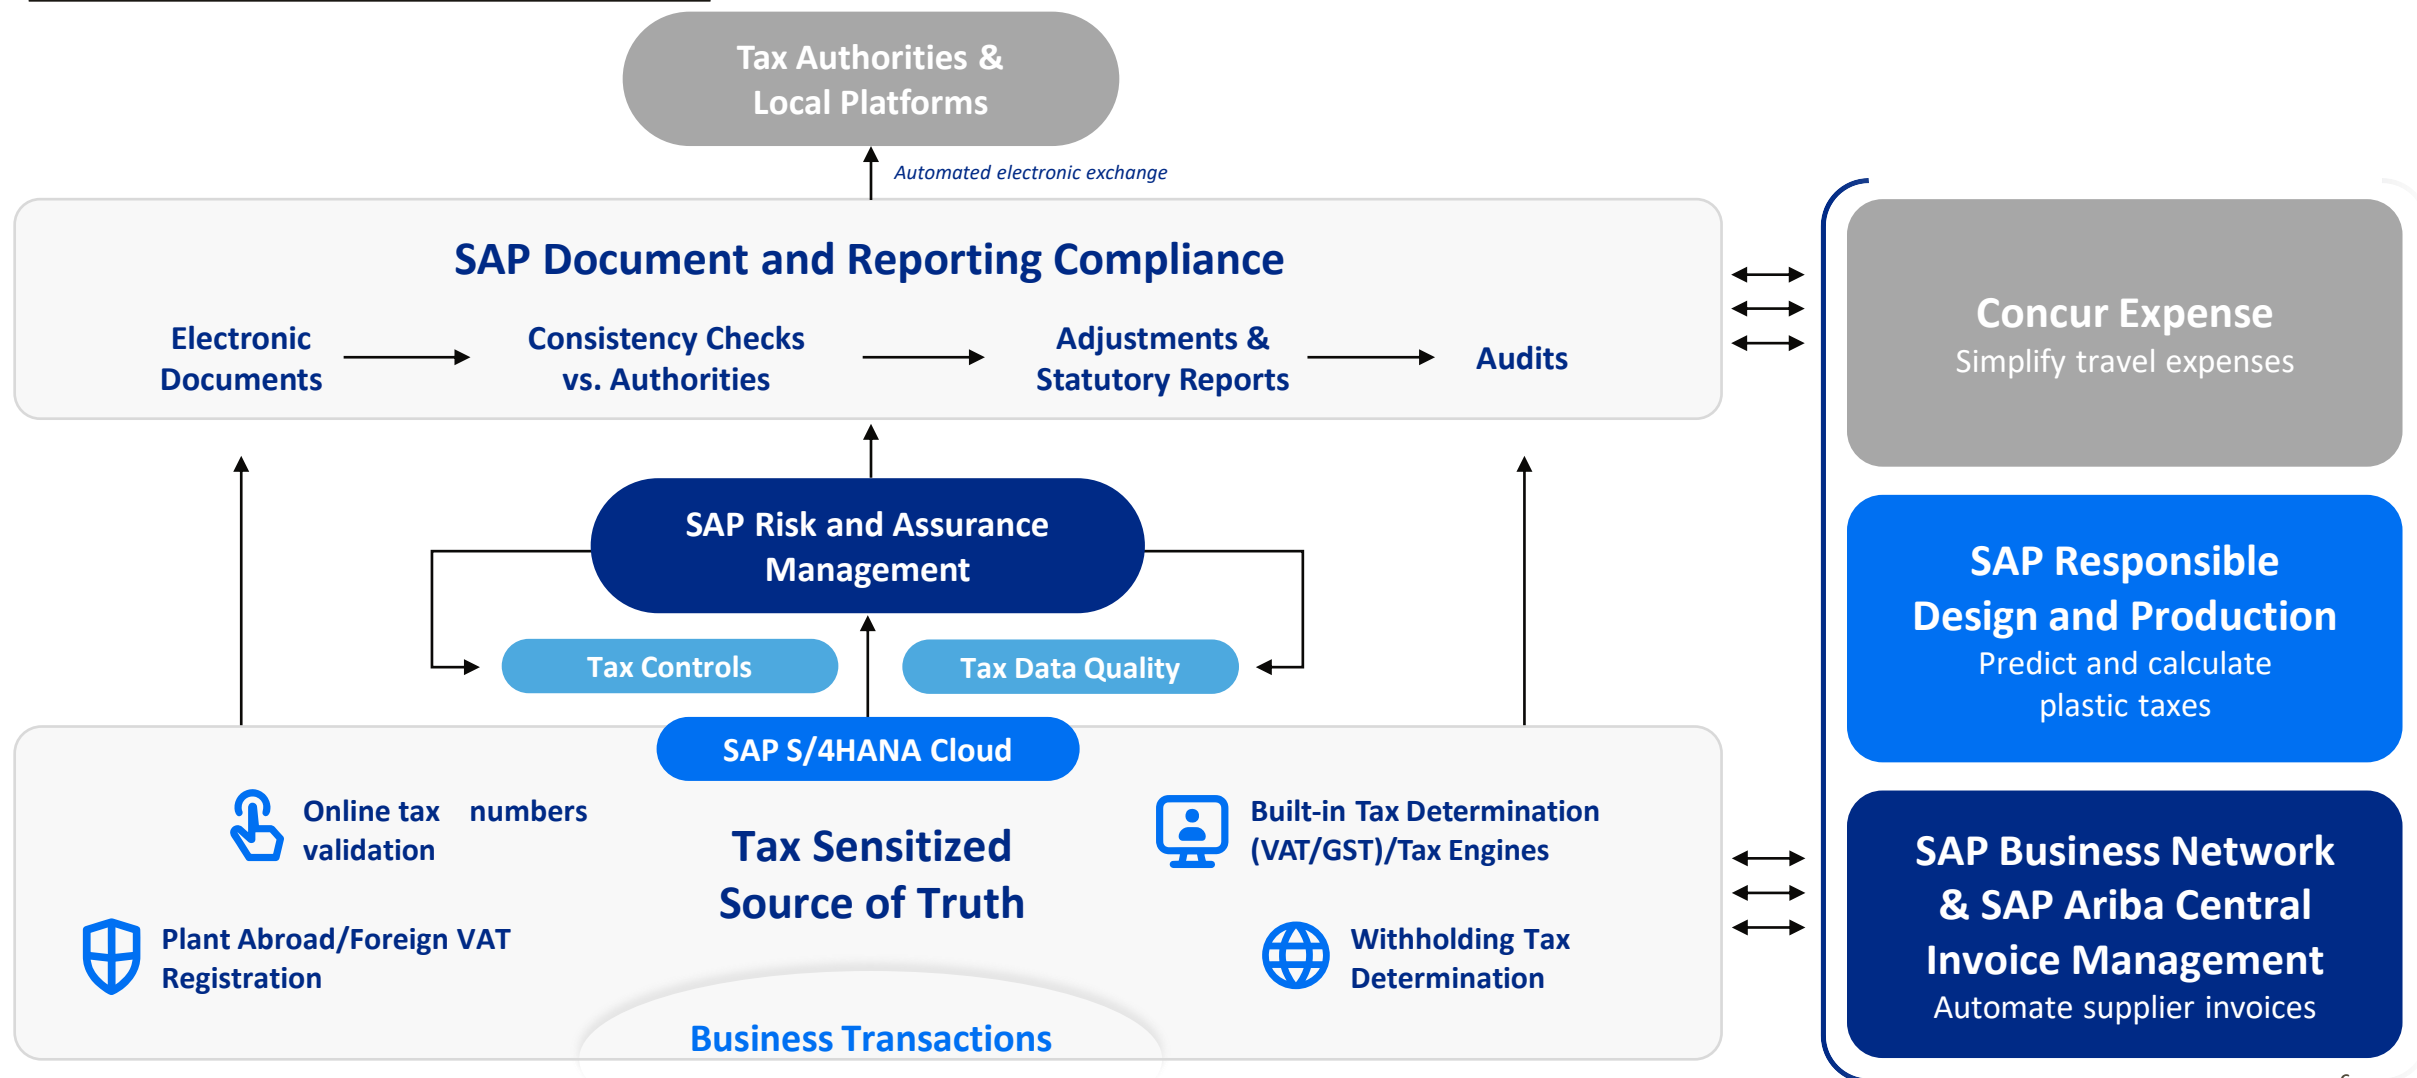 Tax Authorities &
Local Platforms
Automated electronic exchange
SAP Document and Reporting Compliance
Electronic
Documents
Consistency Checks
vs. Authorities
Adjustments &
Statutory Reports
Audits
SAP Risk and Assurance
Management
Tax Controls
Tax Data Quality
SAP S/4HANA Cloud
Online tax numbers
validation
Plant Abroad/Foreign VAT
Registration
Tax Sensitized
Source of Truth
Built-in Tax Determination
(VAT/GST)/Tax Engines
Withholding Tax
Determination
Business Transactions
Concur Expense
Simplify travel expenses
SAP Responsible
Design and Production
Predict and calculate
plastic taxes
SAP Business Network
& SAP Ariba Central
Invoice Management
Automate supplier invoices